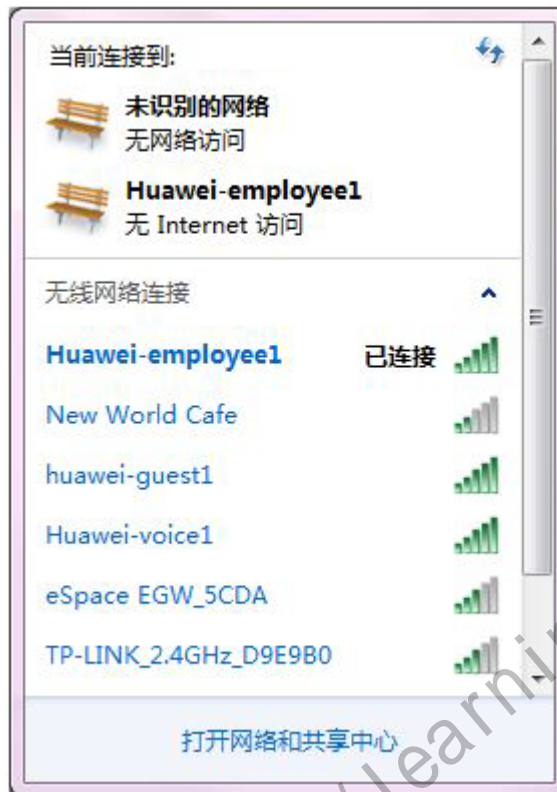 当前连接到:
未识别的网络
无网络访问
Huawei-employee1
无 Internet 访问
无线网络连接
Huawei-employee1 已连接
New World Cafe
huawei-guest1
Huawei-voice1
eSpace EGW_5CDA
TP-LINK_2.4GHz_D9E9B0
打开网络和共享中心